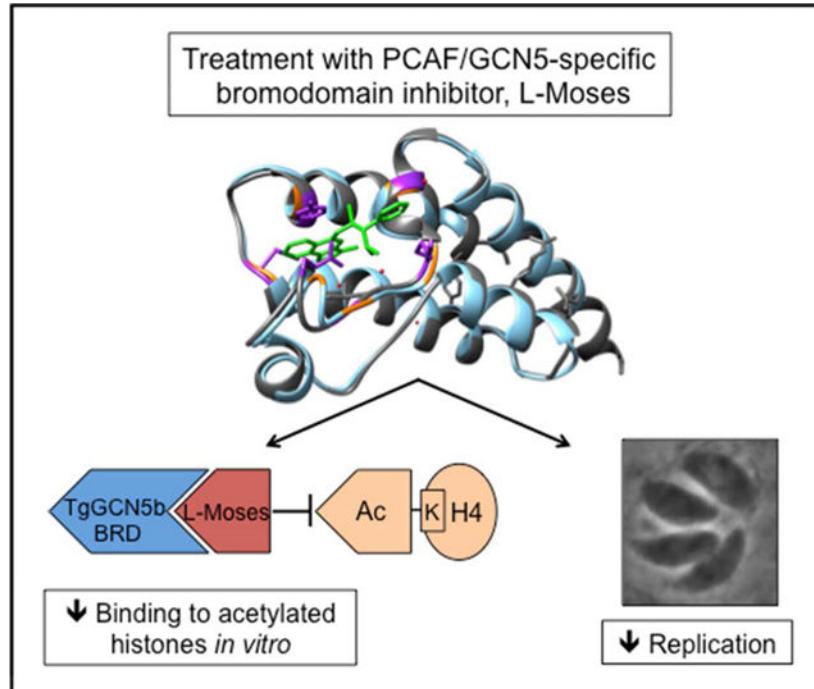 Treatment with PCAF/GCN5-specific
bromodomain inhibitor, L-Moses
TgGCN5b
BRD
L-Moses
Ac
K
H4
🡻 Binding to acetylated
histones in vitro
🡻 Replication